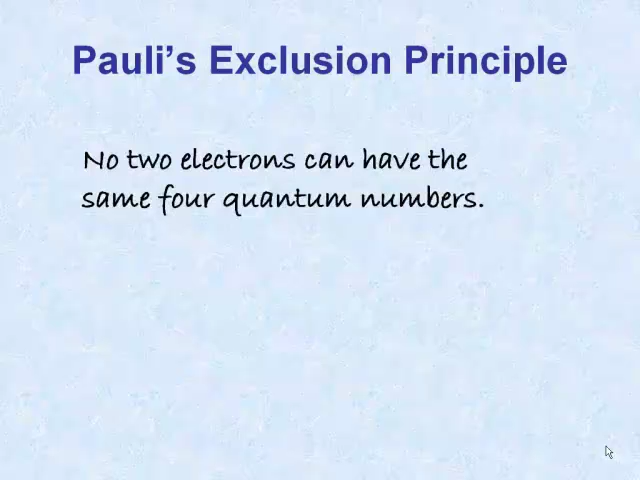 Pauli’s Exclusion Principle
No two electrons can have the
same four quantum numbers.